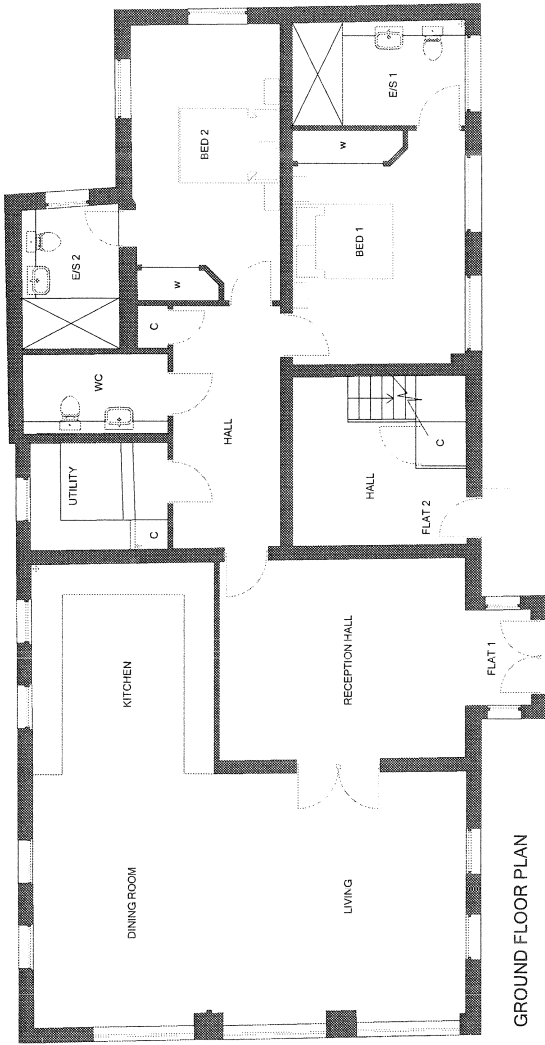 BED 2
E/S 1
W
BED 1
E/S 2
W
C
WC
HALL
UTILITY
C
HALL
C
FLAT 2
KITCHEN
RECEPTION HALL
FLAT 1
DINING ROOM
LIVING
GROUND FLOOR PLAN